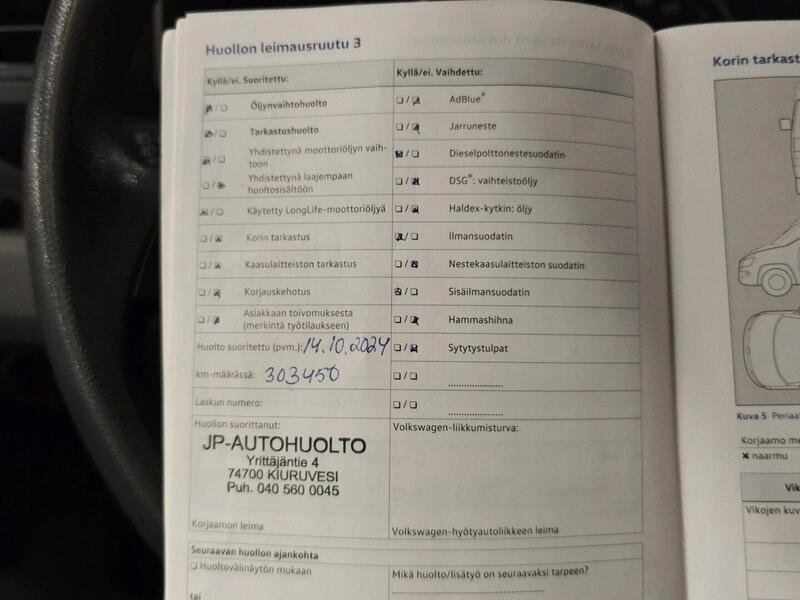 Huollon leimausruutu 3
Kyllä/ei. Suoritettu:
☒/☐ Öljynvaihtohuolto
☒/☐ Tarkastushuolto
☒/☐ Yhdistettynä moottoriöljyn vaih-
toon
☐/☒ Yhdistettynä laajempaan
huoltosisältöön
☒/☐ Käytetty LongLife-moottoriöljyä
☐/☒ Korin tarkastus
☐/☒ Kaasulaitteiston tarkastus
☐/☒ Korjauskehotus
☐/☒ Asiakkaan toivomuksesta
(merkintä työtilaukseen)
Huolto suoritettu (pvm.): 14.10.2024
km-määrässä: 303450
Laskun numero:
Huollon suorittanut:
JP-AUTOHUOLTO
Yrittäjäntie 4
74700 KIURUVESI
Puh. 040 560 0045
Korjaamon leima
Kyllä/ei. Vaihdettu:
☐/☒ AdBlue®
☐/☒ Jarruneste
☒/☐ Dieselpolttonestesuodatin
☐/☒ DSG®: vaihteistoöljy
☐/☒ Haldex-kytkin: öljy
☒/☐ Ilmansuodatin
☐/☒ Nestekaasulaitteiston suodatin
☒/☐ Sisäilmansuodatin
☐/☒ Hammashihna
☐/☒ Sytytystulpat
☐/☐ ....................
☐/☐ ....................
Volkswagen-liikkumisturva:
Volkswagen-hyötyautoliikkeen leima
Seuraavan huollon ajankohta
☐ Huoltovälinäytön mukaan
tai
Mikä huolto/lisätyö on seuraavaksi tarpeen?
Korin tarkast
Kuva 5 Periaa
Korjaamo me
✖ naarmu
Vik
Vikojen kuv